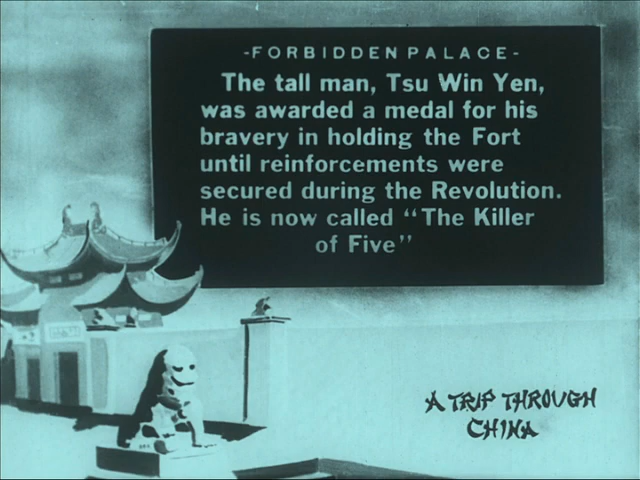 -FORBIDDEN PALACE-
The tall man, Tsu Win Yen,
was awarded a medal for his
bravery in holding the Fort
until reinforcements were
secured during the Revolution.
He is now called “The Killer
of Five”
A TRIP THROUGH
CHINA